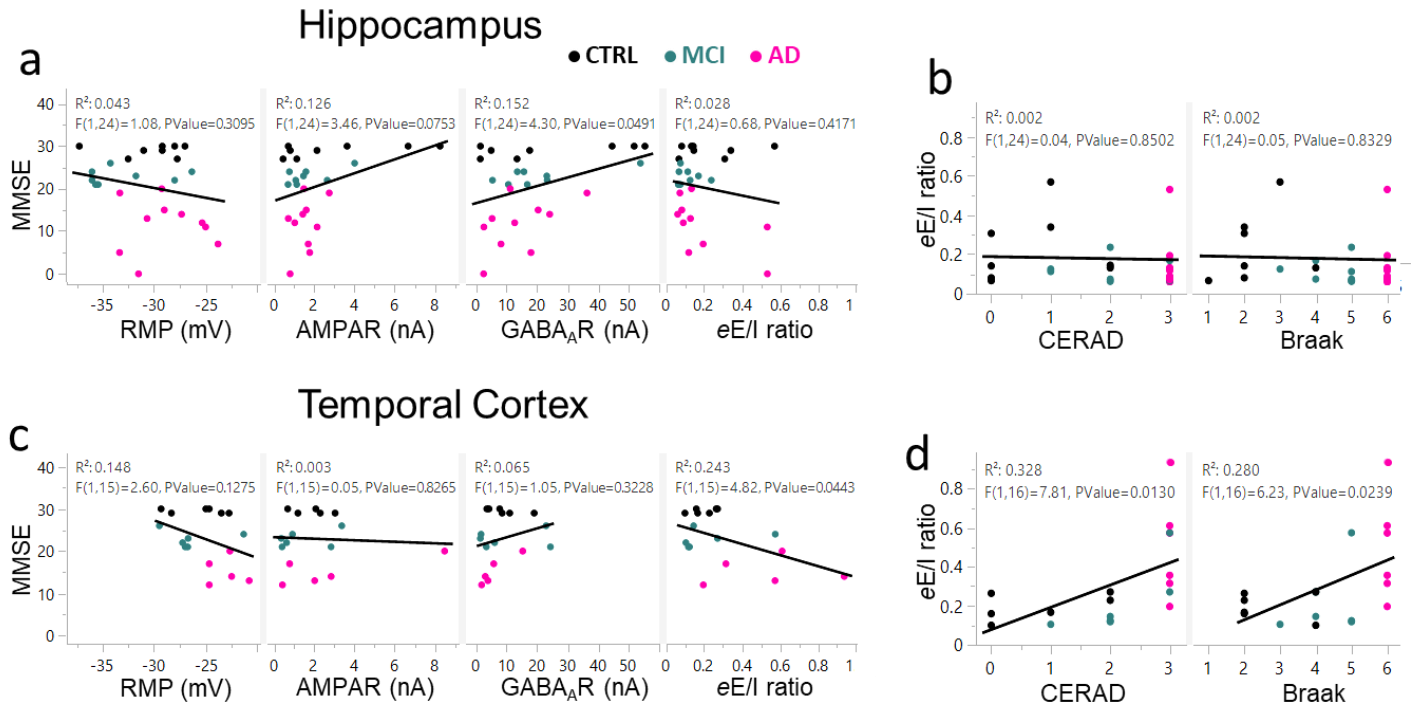 Hippocampus
a
CTRL MCI AD
R²: 0.043
F(1,24)=1.08, PValue=0.3095
R²: 0.126
F(1,24)=3.46, PValue=0.0753
R²: 0.152
F(1,24)=4.30, PValue=0.0491
R²: 0.028
F(1,24)=0.68, PValue=0.4171
MMSE
40
30
20
10
0
-35 -30 -25
0 2 4 6 8
0 10 20 30 40 50
0 0.2 0.4 0.6 0.8 1
RMP (mV)
AMPAR (nA)
GABAAR (nA)
eE/I ratio
b
R²: 0.002
F(1,24)=0.04, PValue=0.8502
R²: 0.002
F(1,24)=0.05, PValue=0.8329
eE/I ratio
0.8
0.6
0.4
0.2
0
0 1 2 3
1 2 3 4 5 6
CERAD
Braak
Temporal Cortex
c
R²: 0.148
F(1,15)=2.60, PValue=0.1275
R²: 0.003
F(1,15)=0.05, PValue=0.8265
R²: 0.065
F(1,15)=1.05, PValue=0.3228
R²: 0.243
F(1,15)=4.82, PValue=0.0443
MMSE
40
30
20
10
0
-35 -30 -25
0 2 4 6 8
0 10 20 30 40 50
0 0.2 0.4 0.6 0.8 1
RMP (mV)
AMPAR (nA)
GABAAR (nA)
eE/I ratio
d
R²: 0.328
F(1,16)=7.81, PValue=0.0130
R²: 0.280
F(1,16)=6.23, PValue=0.0239
eE/I ratio
0.8
0.6
0.4
0.2
0
0 1 2 3
1 2 3 4 5 6
CERAD
Braak